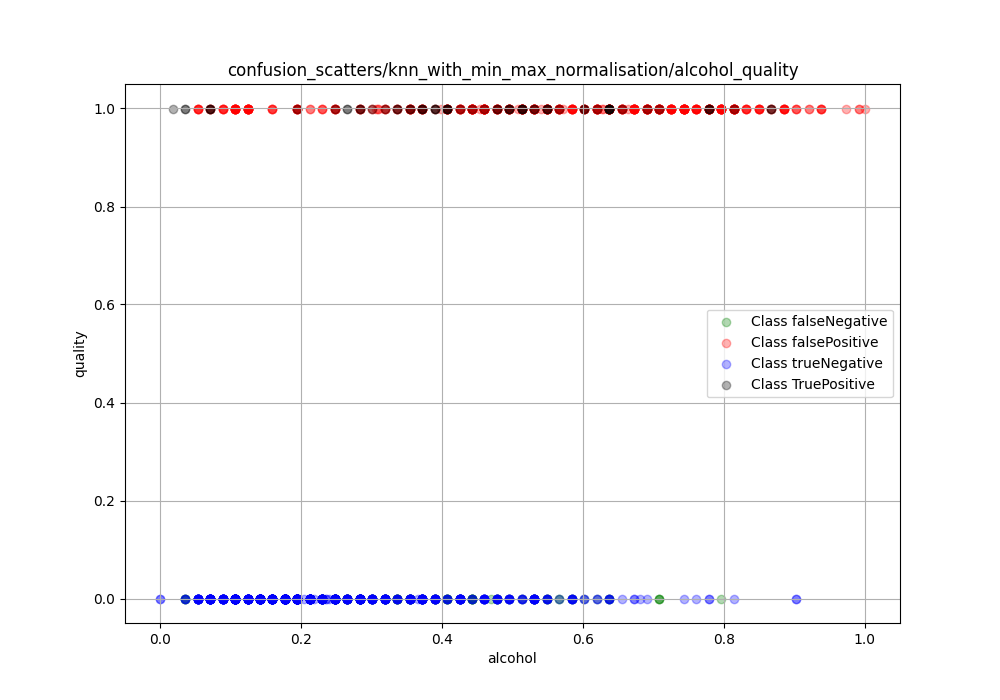 confusion_scatters/knn_with_min_max_normalisation/alcohol_quality
1.0
0.8
0.6
0.4
0.2
0.0
quality
Class falseNegative
Class falsePositive
Class trueNegative
Class TruePositive
0.0 0.2 0.4 0.6 0.8 1.0
alcohol